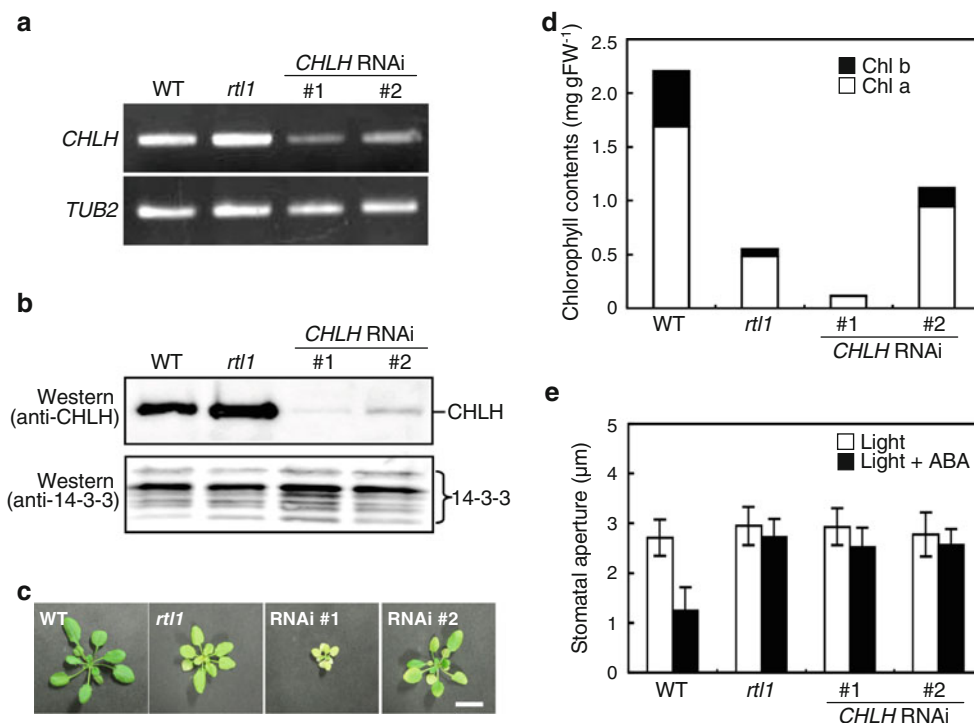 a
CHLH RNAi
WT rtl1 #1 #2
CHLH
TUB2
b
CHLH RNAi
WT rtl1 #1 #2
Western
(anti-CHLH)
CHLH
Western
(anti-14-3-3)
14-3-3
c
WT rtl1 RNAi #1 RNAi #2
d
Chlorophyll contents (mg gFW⁻¹)
2.5
2.0
1.5
1.0
0.5
0
Chl b
Chl a
WT rtl1 #1 #2
CHLH RNAi
e
Stomatal aperture (µm)
5
4
3
2
1
0
Light
Light + ABA
WT rtl1 #1 #2
CHLH RNAi